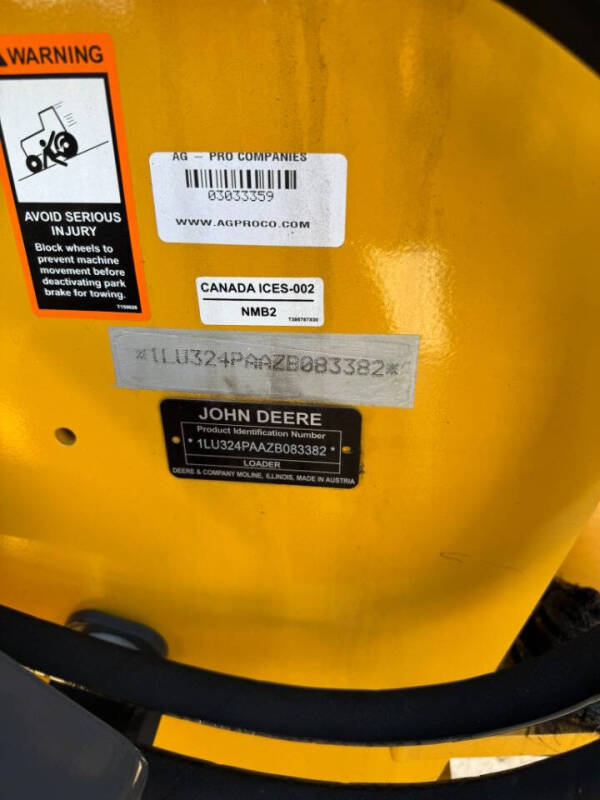 WARNING
AVOID SERIOUS
INJURY
Block wheels to
prevent machine
movement before
deactivating park
brake for towing.
AG - PRO COMPANIES
03033359
WWW.AGPROCO.COM
CANADA ICES-002
NMB2
*1LU324PAAZB083382*
JOHN DEERE
Product Identification Number
* 1LU324PAAZB083382 *
LOADER
DEERE & COMPANY MOLINE, ILLINOIS, MADE IN AUSTRIA